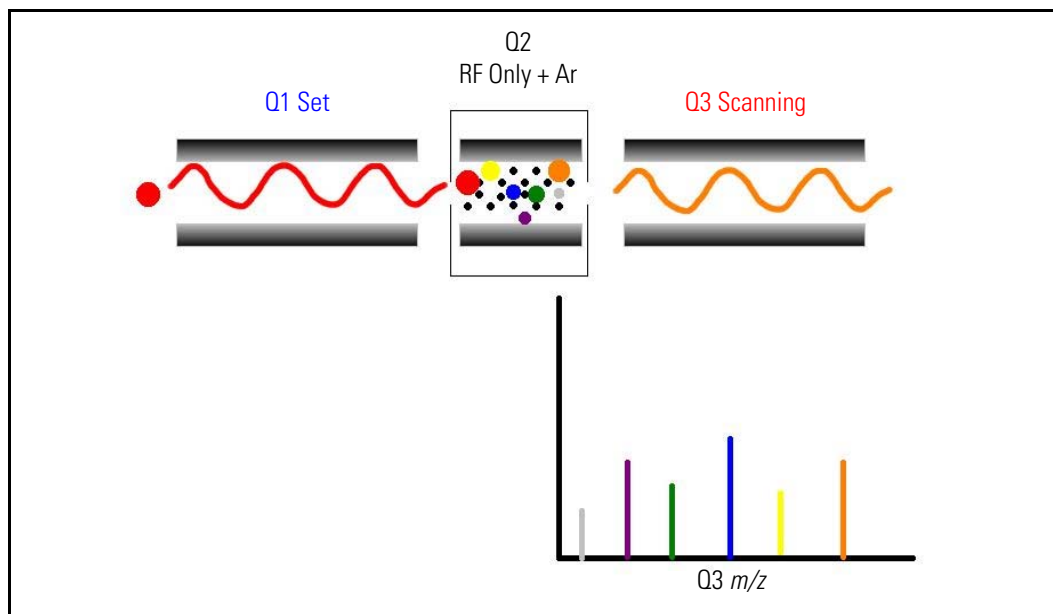 Q2
RF Only + Ar
Q1 Set
Q3 Scanning
Q3 m/z